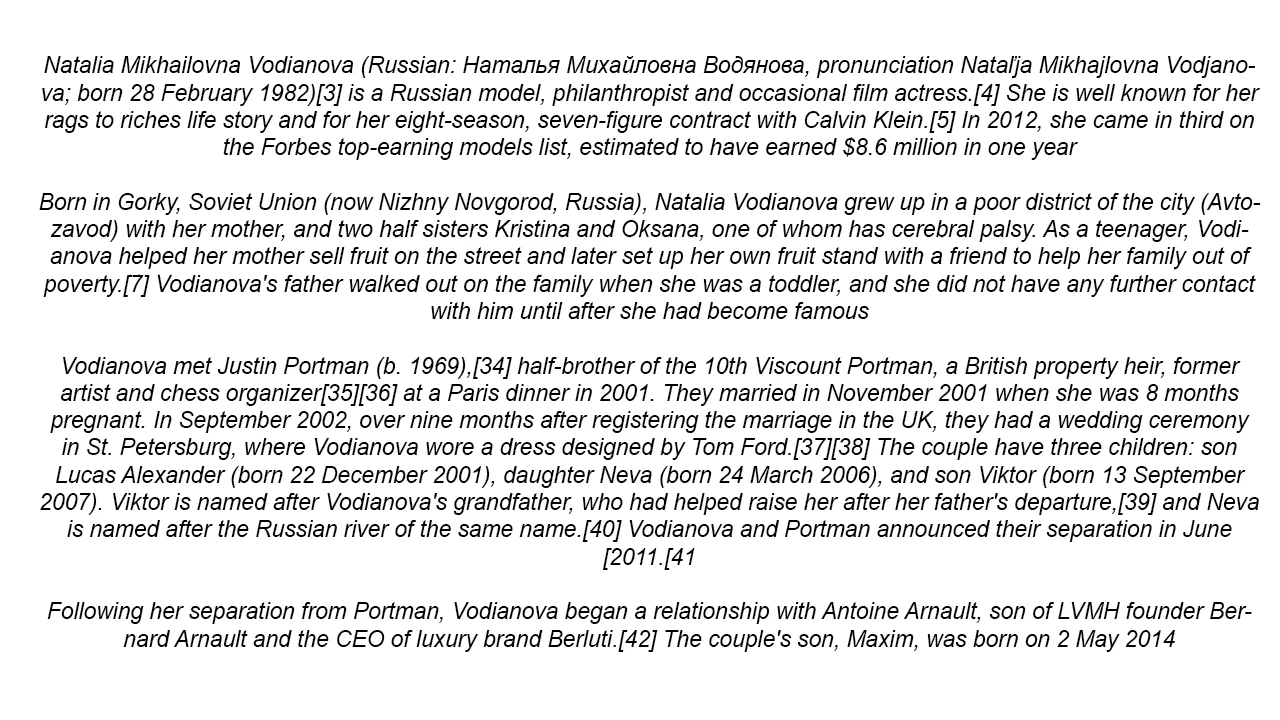 Natalia Mikhailovna Vodianova (Russian: Наталья Михайловна Водянова, pronunciation Natal'ja Mikhajlovna Vodjano-
va; born 28 February 1982)[3] is a Russian model, philanthropist and occasional film actress.[4] She is well known for her
rags to riches life story and for her eight-season, seven-figure contract with Calvin Klein.[5] In 2012, she came in third on
the Forbes top-earning models list, estimated to have earned $8.6 million in one year
Born in Gorky, Soviet Union (now Nizhny Novgorod, Russia), Natalia Vodianova grew up in a poor district of the city (Avto-
zavod) with her mother, and two half sisters Kristina and Oksana, one of whom has cerebral palsy. As a teenager, Vodi-
anova helped her mother sell fruit on the street and later set up her own fruit stand with a friend to help her family out of
poverty.[7] Vodianova's father walked out on the family when she was a toddler, and she did not have any further contact
with him until after she had become famous
Vodianova met Justin Portman (b. 1969),[34] half-brother of the 10th Viscount Portman, a British property heir, former
artist and chess organizer[35][36] at a Paris dinner in 2001. They married in November 2001 when she was 8 months
pregnant. In September 2002, over nine months after registering the marriage in the UK, they had a wedding ceremony
in St. Petersburg, where Vodianova wore a dress designed by Tom Ford.[37][38] The couple have three children: son
Lucas Alexander (born 22 December 2001), daughter Neva (born 24 March 2006), and son Viktor (born 13 September
2007). Viktor is named after Vodianova's grandfather, who had helped raise her after her father's departure,[39] and Neva
is named after the Russian river of the same name.[40] Vodianova and Portman announced their separation in June
[2011.[41
Following her separation from Portman, Vodianova began a relationship with Antoine Arnault, son of LVMH founder Ber-
nard Arnault and the CEO of luxury brand Berluti.[42] The couple's son, Maxim, was born on 2 May 2014